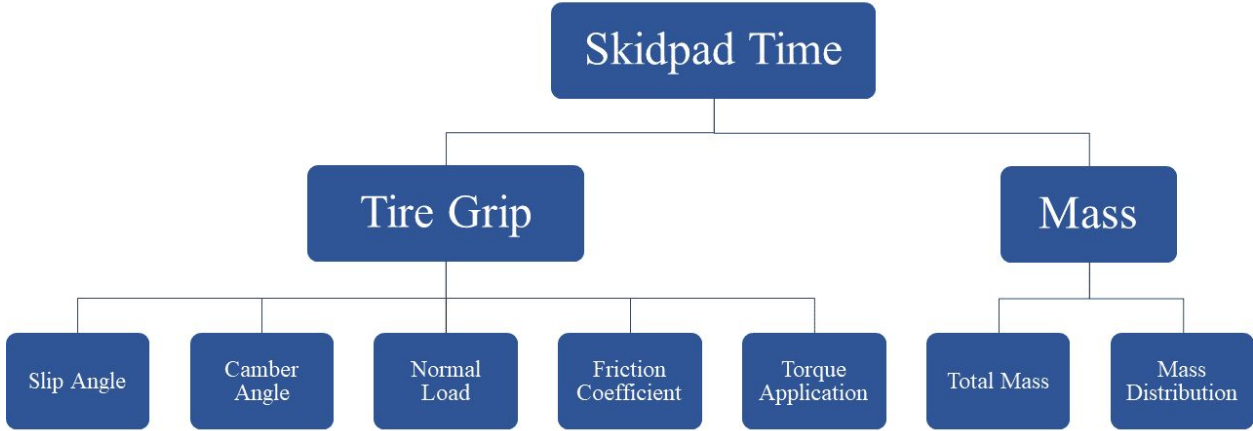 Skidpad Time
Tire Grip
Mass
Slip Angle
Camber
Angle
Normal
Load
Friction
Coefficient
Torque
Application
Total Mass
Mass
Distribution